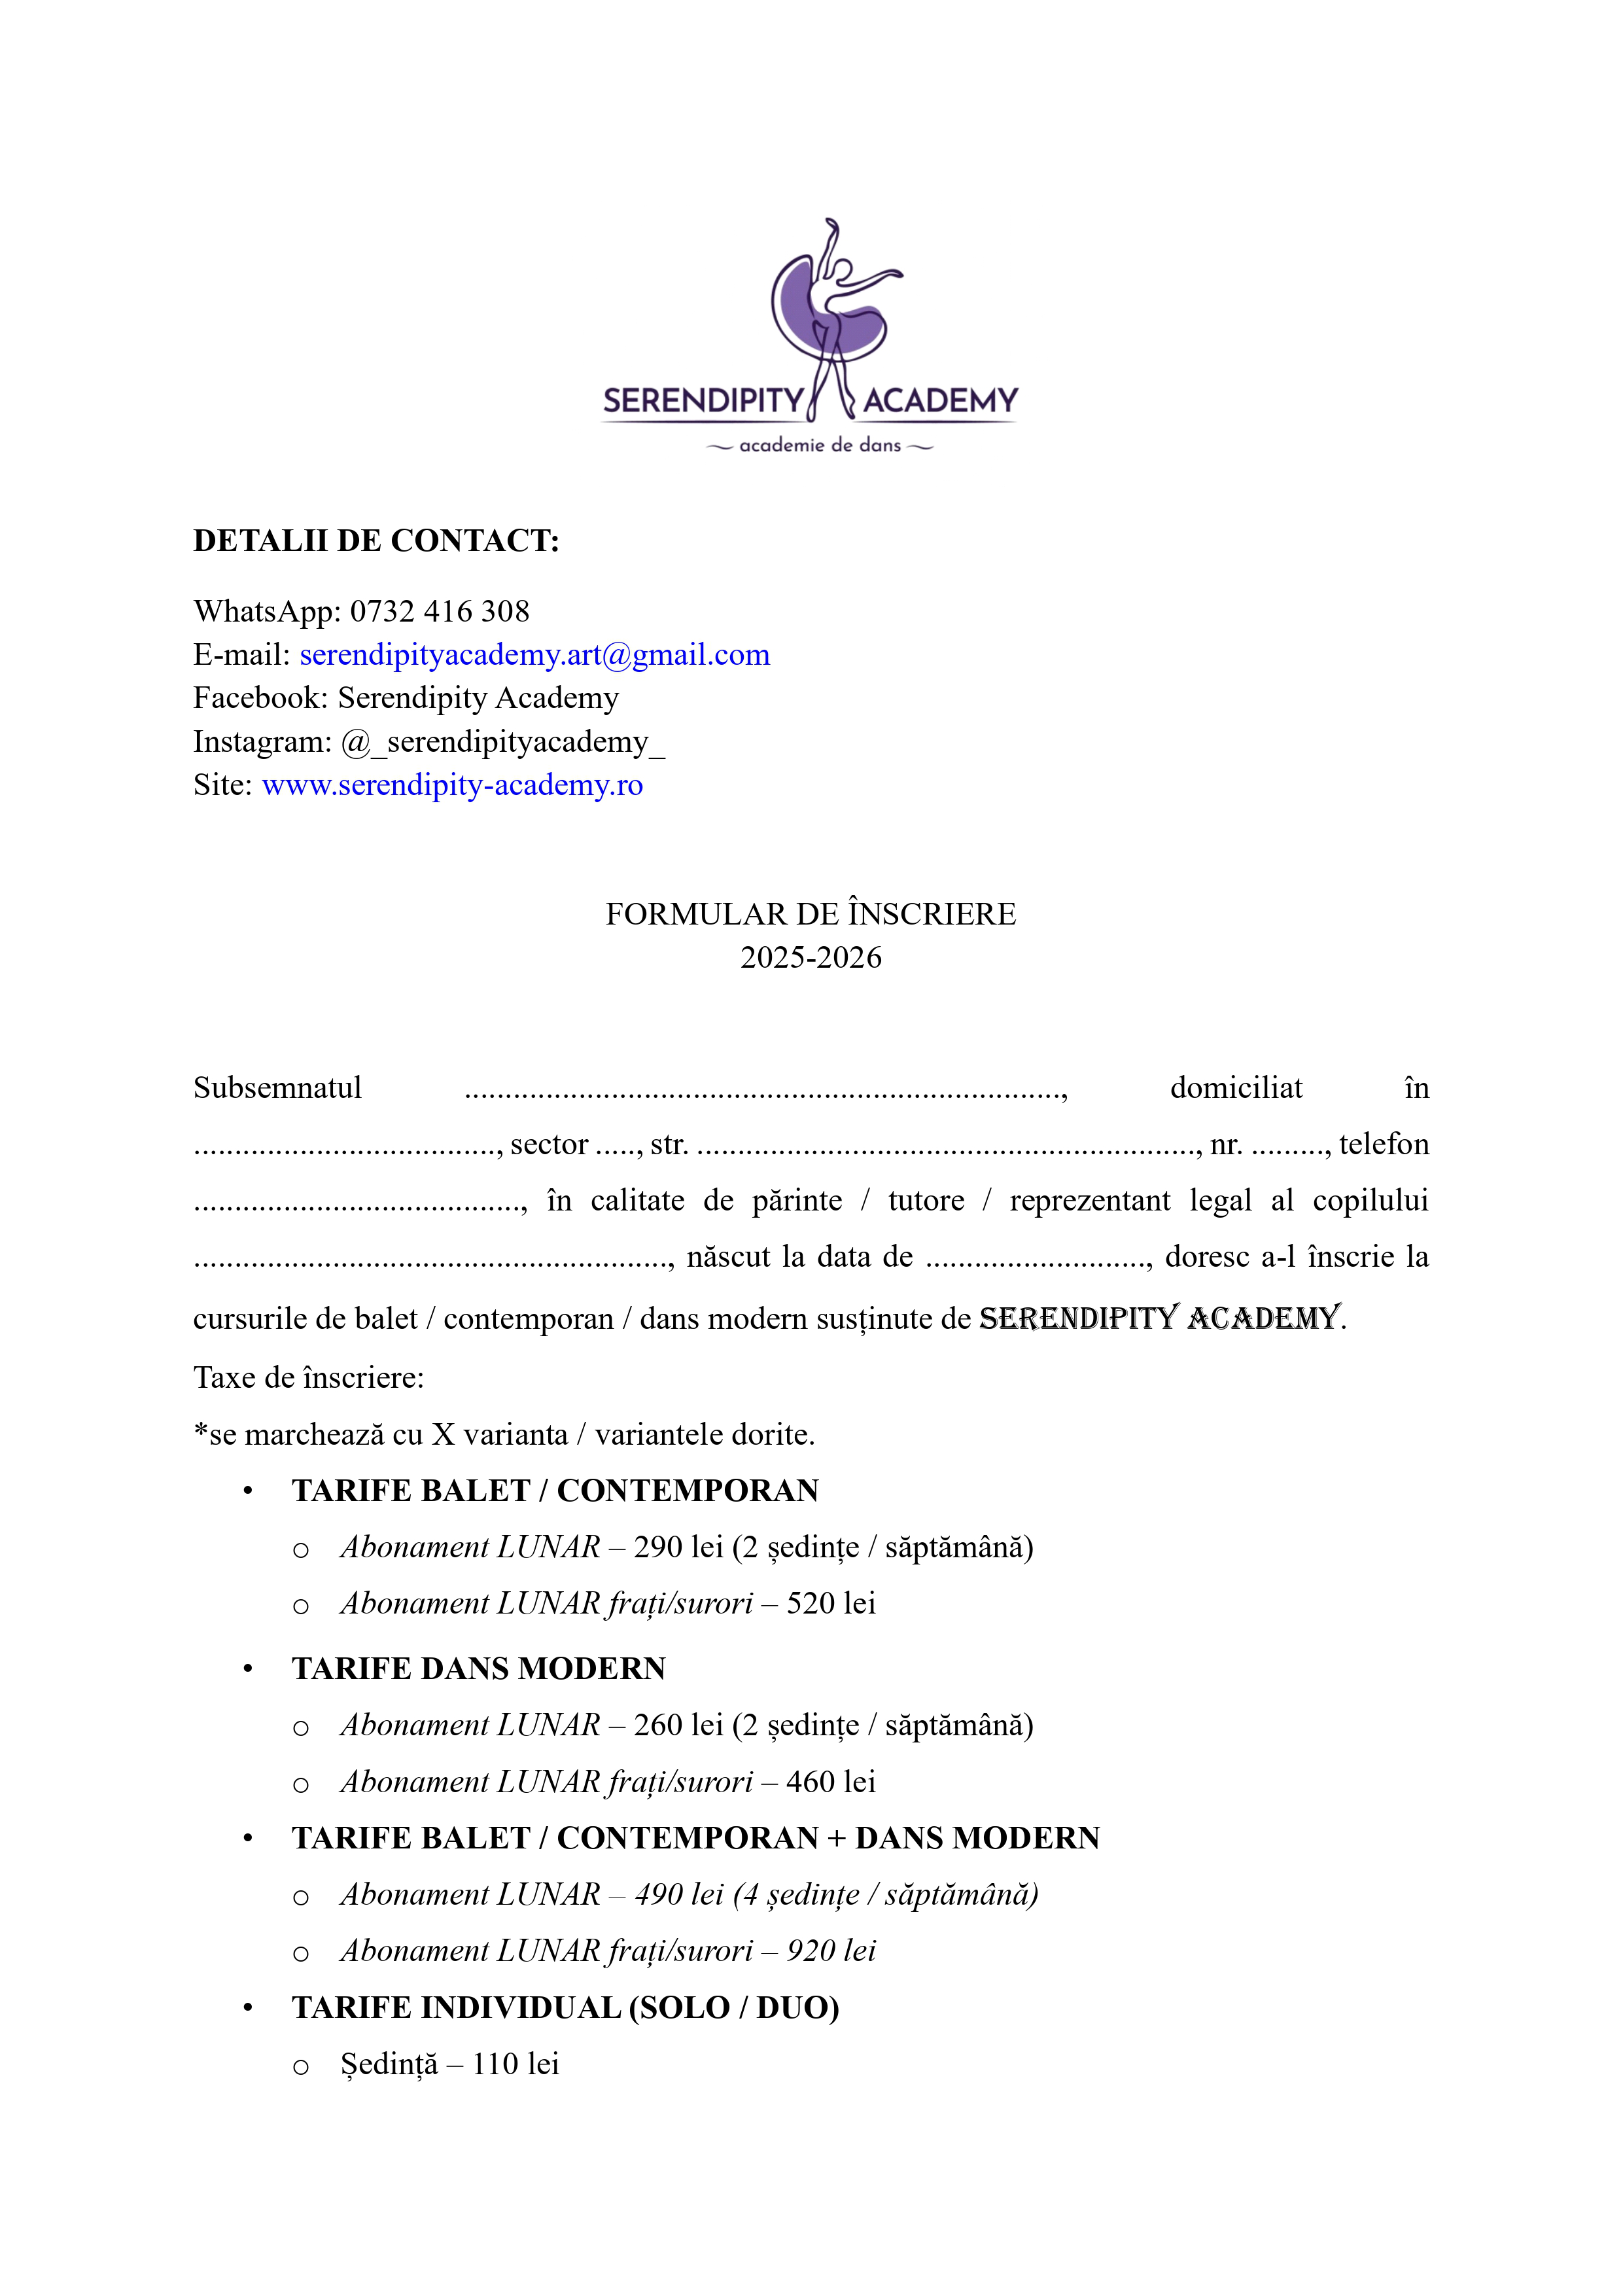 SERENDIPITY ACADEMY
~ academie de dans ~
DETALII DE CONTACT:
WhatsApp: 0732 416 308
E-mail: serendipityacademy.art@gmail.com
Facebook: Serendipity Academy
Instagram: @_serendipityacademy_
Site: www.serendipity-academy.ro
FORMULAR DE ÎNSCRIERE
2025-2026
Subsemnatul ........................................................................., domiciliat în
....................................., sector ....., str. ............................................................., nr. ........., telefon
........................................, în calitate de părinte / tutore / reprezentant legal al copilului
.........................................................., născut la data de ..........................., doresc a-l înscrie la
cursurile de balet / contemporan / dans modern susținute de SERENDIPITY ACADEMY.
Taxe de înscriere:
*se marchează cu X varianta / variantele dorite.
• TARIFE BALET / CONTEMPORAN
o Abonament LUNAR – 290 lei (2 ședințe / săptămână)
o Abonament LUNAR frați/surori – 520 lei
• TARIFE DANS MODERN
o Abonament LUNAR – 260 lei (2 ședințe / săptămână)
o Abonament LUNAR frați/surori – 460 lei
• TARIFE BALET / CONTEMPORAN + DANS MODERN
o Abonament LUNAR – 490 lei (4 ședințe / săptămână)
o Abonament LUNAR frați/surori – 920 lei
• TARIFE INDIVIDUAL (SOLO / DUO)
o Ședință – 110 lei